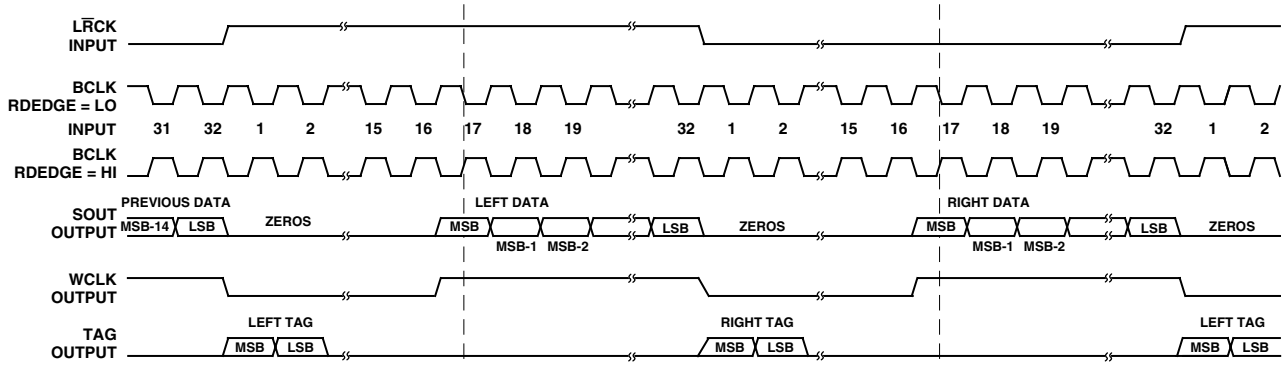 LR̅CK
INPUT
BCLK
RDEDGE = LO
INPUT 31 32 1 2 15 16 17 18 19 32 1 2 15 16 17 18 19 32 1 2
BCLK
RDEDGE = HI
PREVIOUS DATA LEFT DATA RIGHT DATA
SOUT
OUTPUT
MSB-14 LSB ZEROS MSB LSB ZEROS MSB LSB ZEROS
MSB-1 MSB-2 MSB-1 MSB-2
WCLK
OUTPUT
LEFT TAG RIGHT TAG LEFT TAG
TAG
OUTPUT
MSB LSB MSB LSB MSB LSB